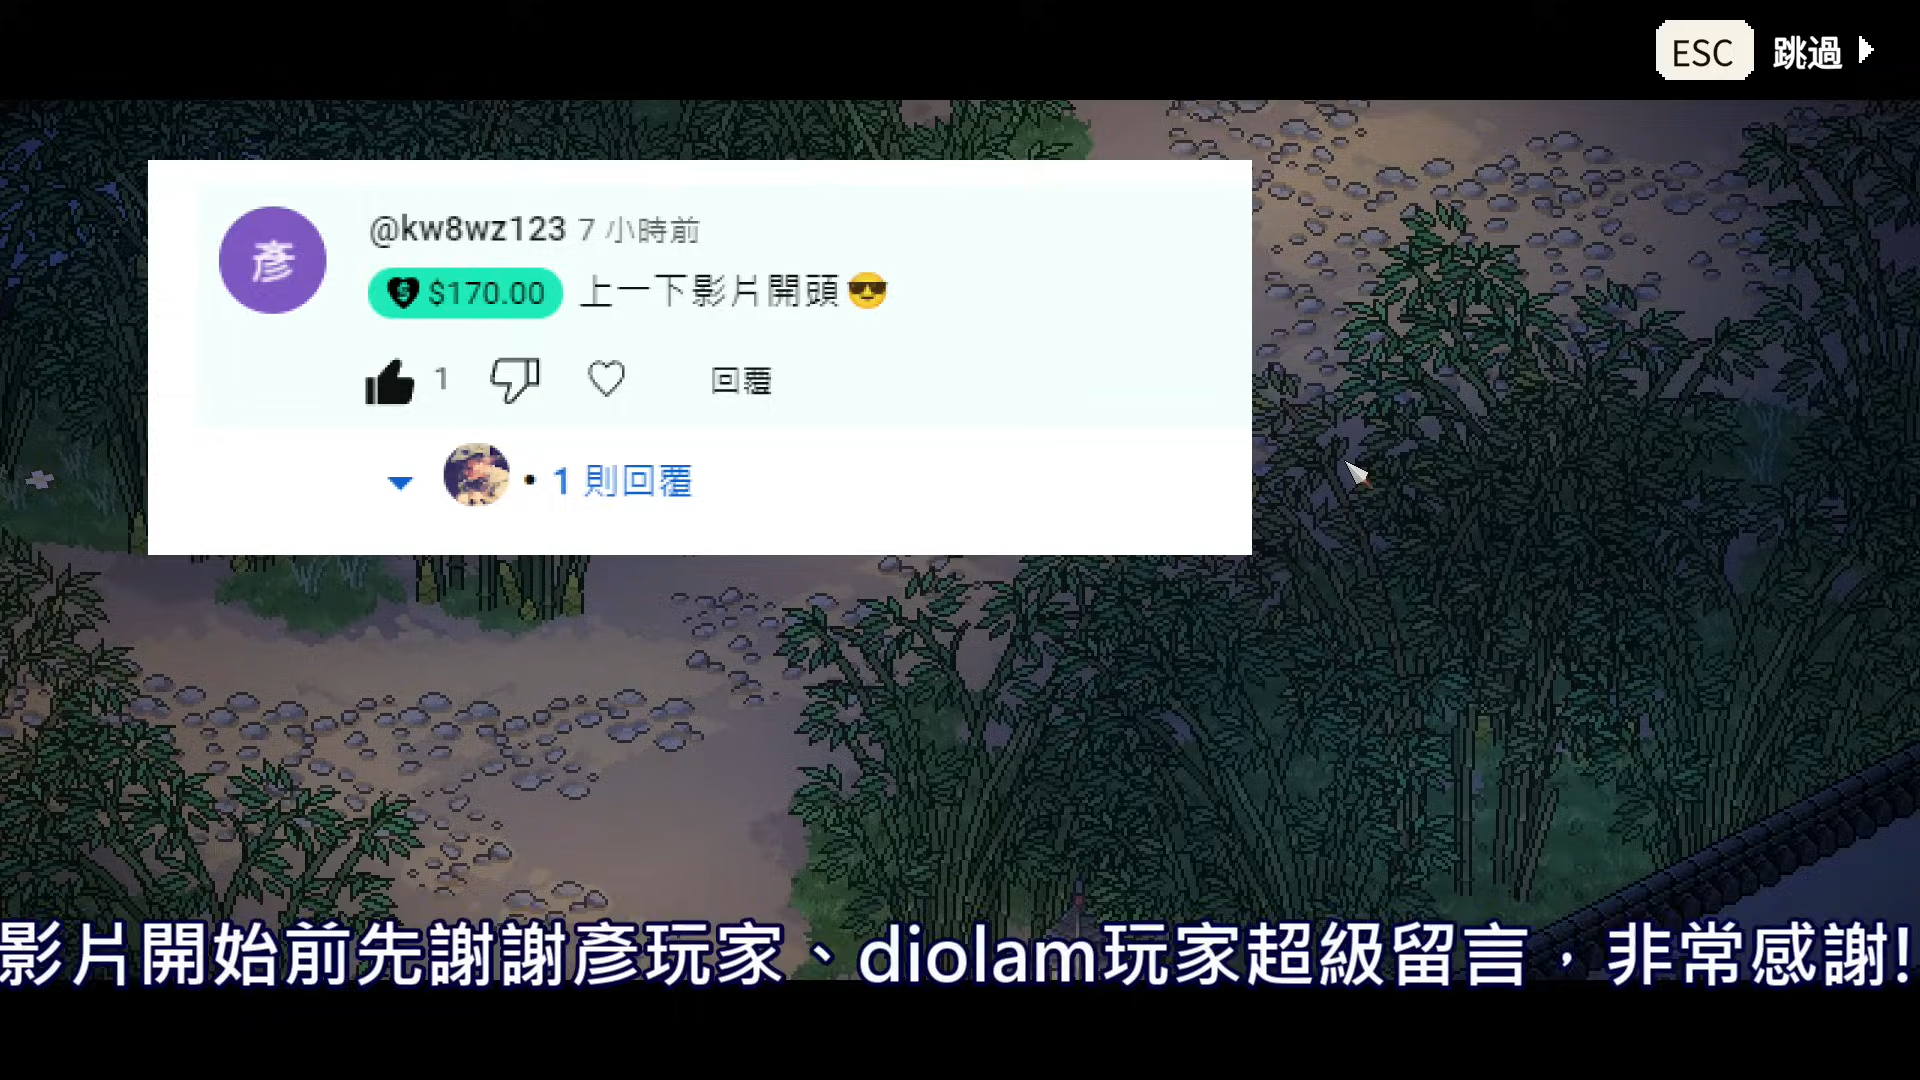 ESC 跳過
彥 @kw8wz123 7 小時前
$170.00 上一下影片開頭😎
1 回覆
• 1 則回覆
影片開始前先謝謝彥玩家、diolam玩家超級留言，非常感謝!